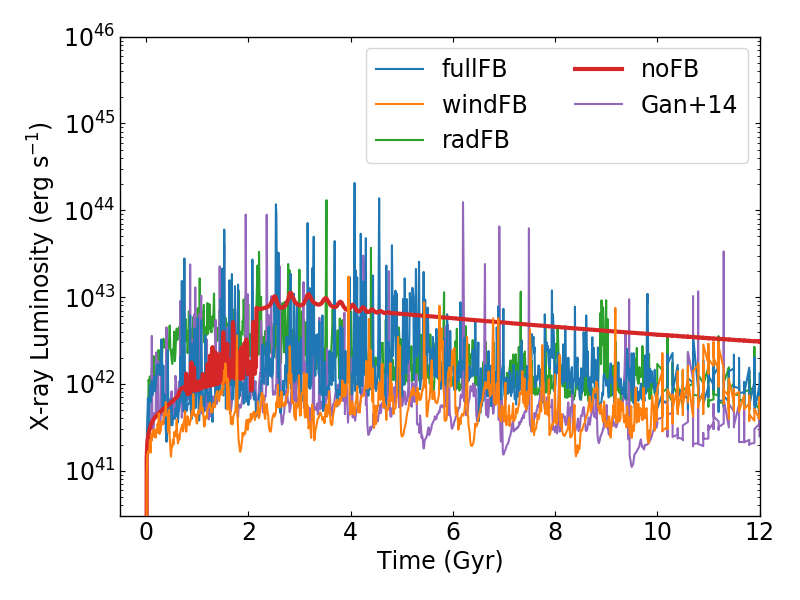 10^46
10^45
10^44
10^43
10^42
10^41
X-ray Luminosity (erg s^−1)
fullFB
windFB
radFB
noFB
Gan+14
0 2 4 6 8 10 12
Time (Gyr)